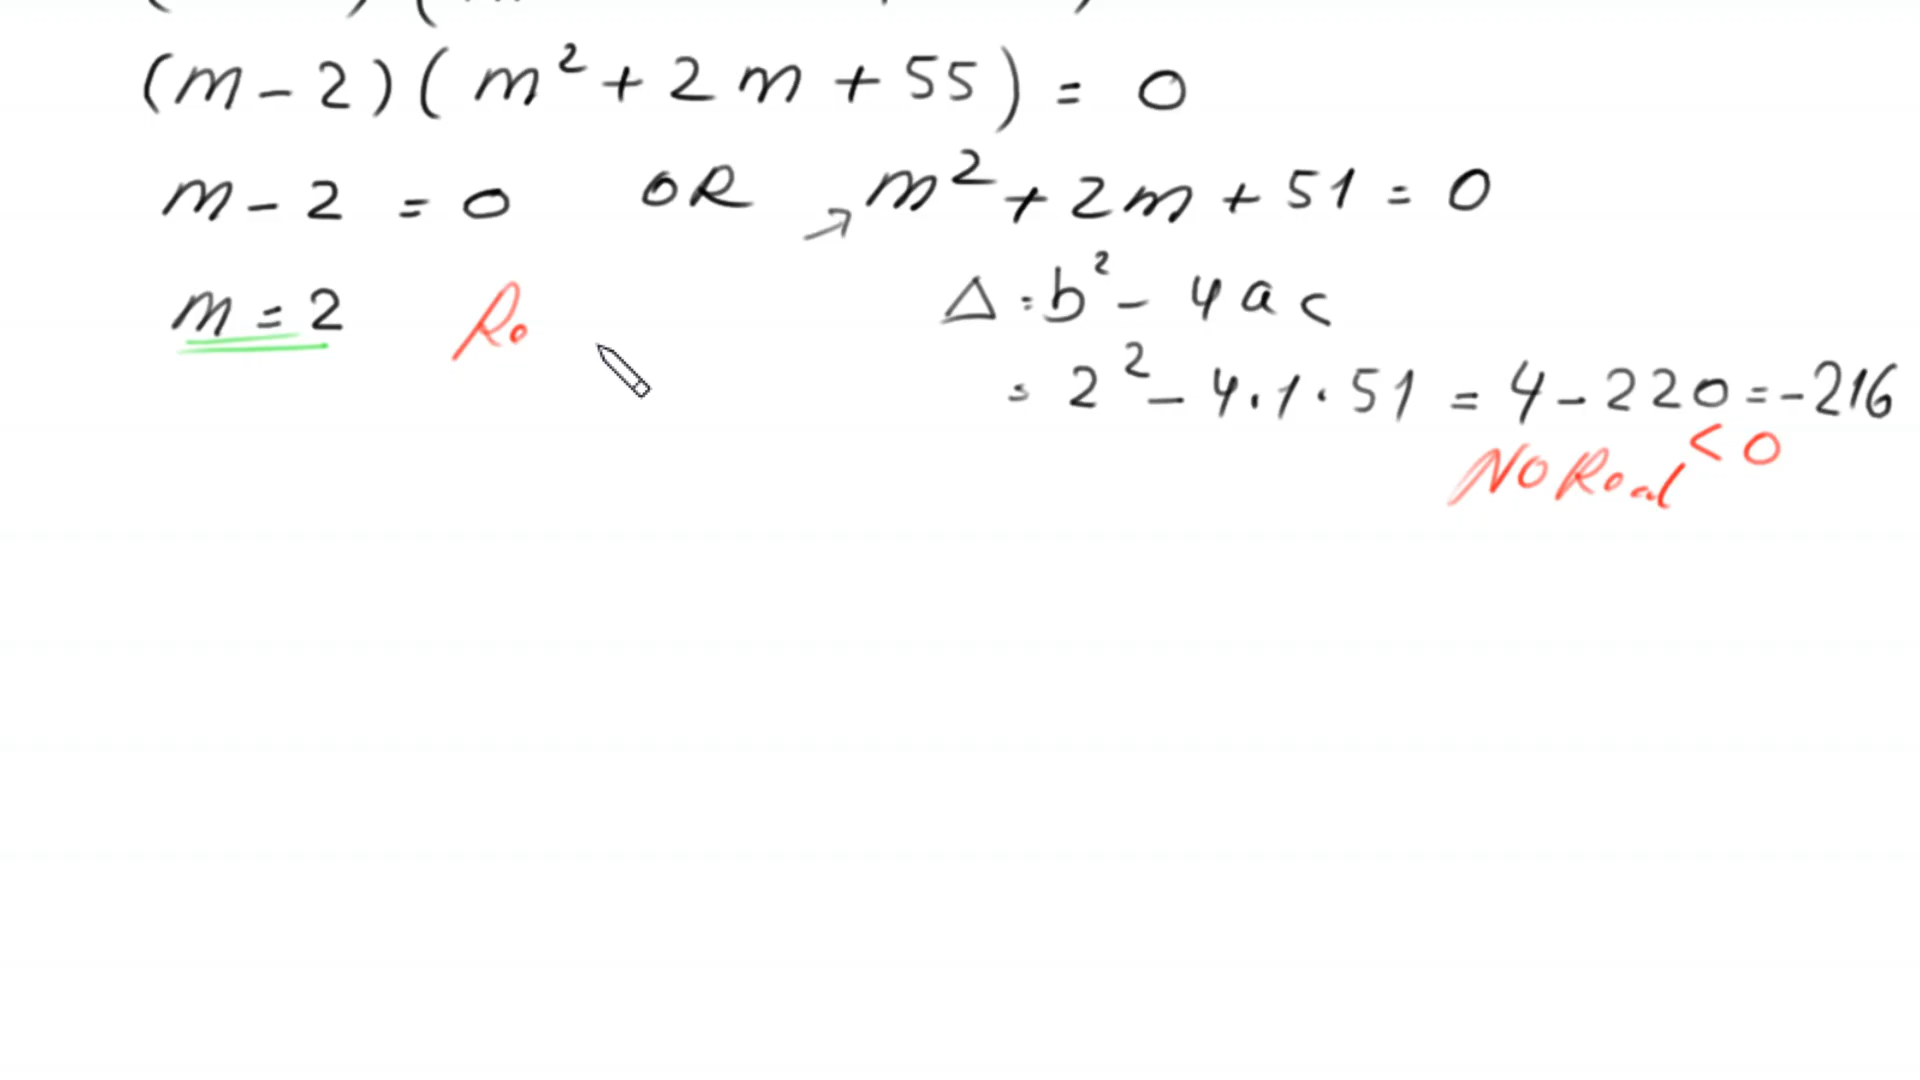 (m - 2)(m² + 2m + 55) = 0
m - 2 = 0 OR → m² + 2m + 51 = 0
m = 2 Re Δ = b² - 4ac
= 2² - 4·1·51 = 4 - 220 = -216
< 0
NO Real